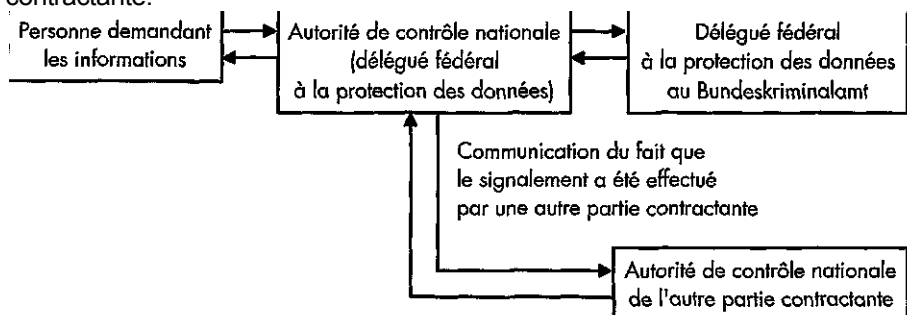 contractante.
Personne demandant
les informations
Autorité de contrôle nationale
(délégué fédéral
à la protection des données)
Délégué fédéral
à la protection des données
au Bundeskriminalamt
Communication du fait que
le signalement a été effectué
par une autre partie contractante
Autorité de contrôle nationale
de l'autre partie contractante